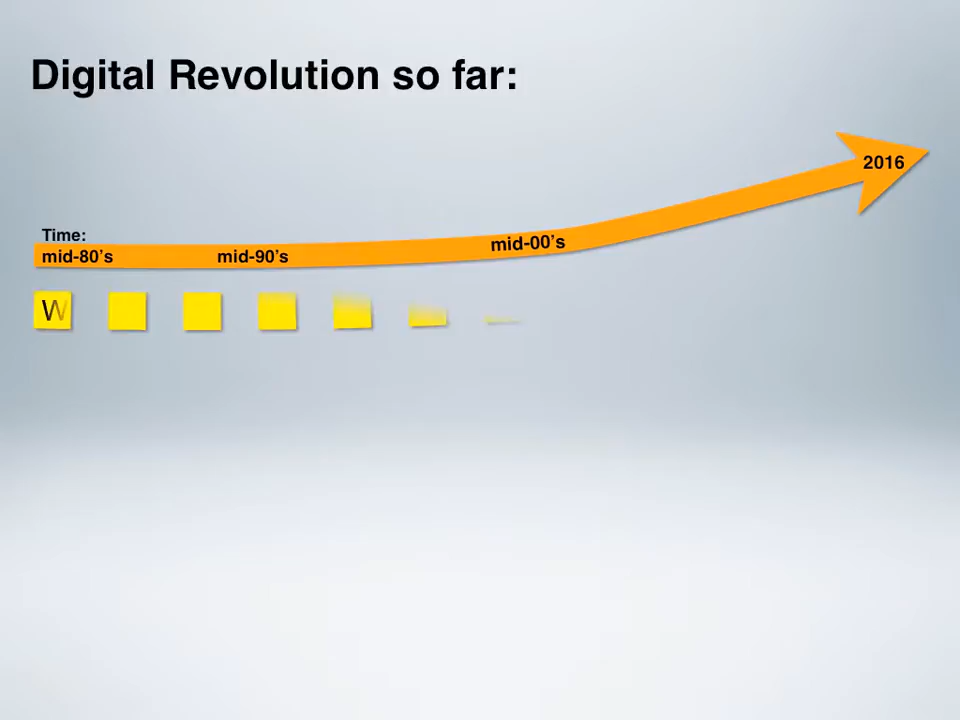 Digital Revolution so far:
2016
Time:
mid-80’s mid-90’s mid-00’s
W